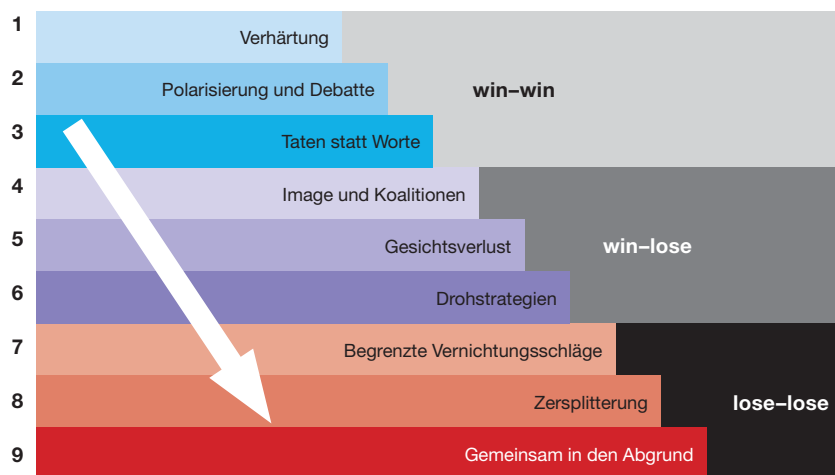 1 Verhärtung
2 Polarisierung und Debatte win–win
3 Taten statt Worte
4 Image und Koalitionen
5 Gesichtsverlust win–lose
6 Drohstrategien
7 Begrenzte Vernichtungsschläge
8 Zersplitterung lose–lose
9 Gemeinsam in den Abgrund